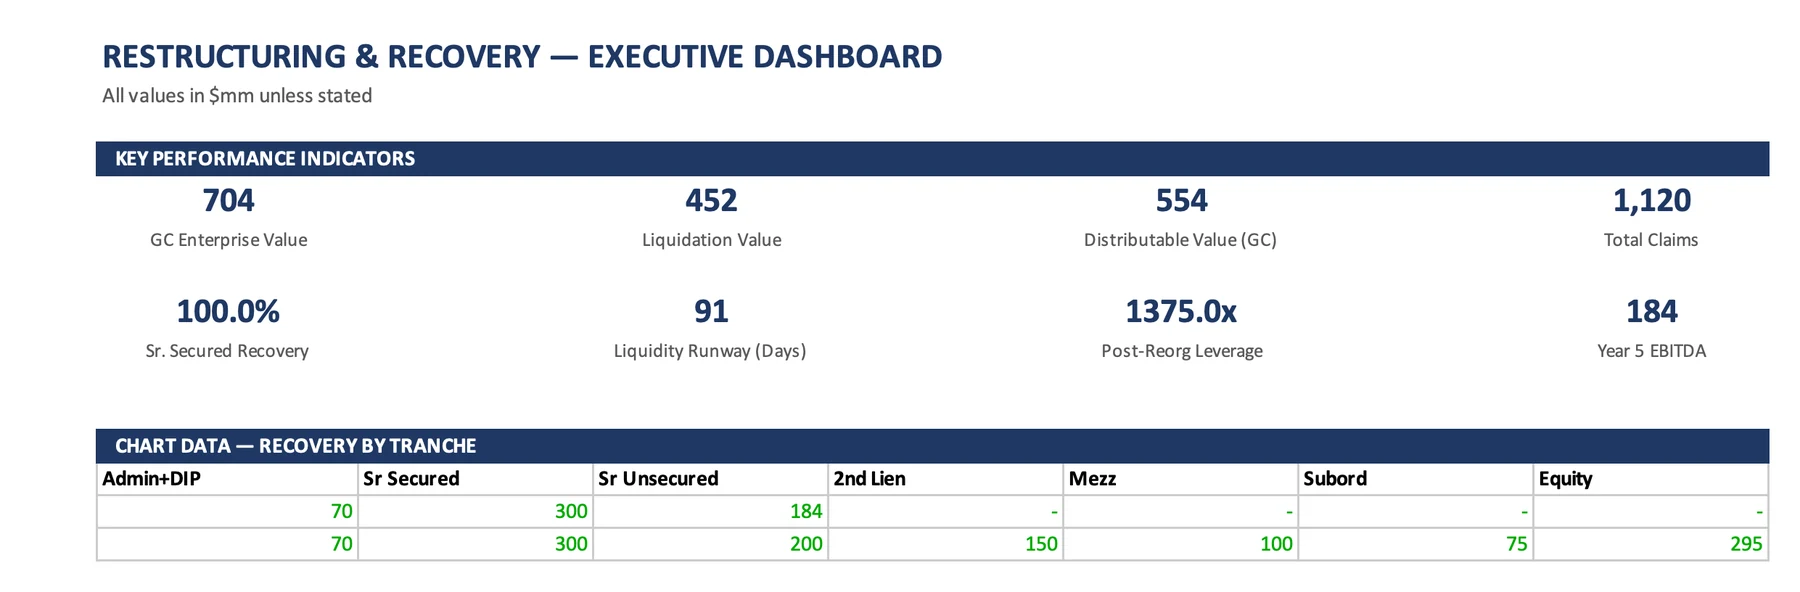 RESTRUCTURING & RECOVERY — EXECUTIVE DASHBOARD
All values in $mm unless stated
KEY PERFORMANCE INDICATORS
704 452 554 1,120
GC Enterprise Value Liquidation Value Distributable Value (GC) Total Claims
100.0% 91 1375.0x 184
Sr. Secured Recovery Liquidity Runway (Days) Post-Reorg Leverage Year 5 EBITDA
CHART DATA — RECOVERY BY TRANCHE
Admin+DIP Sr Secured Sr Unsecured 2nd Lien Mezz Subord Equity
70 300 184 - - - -
70 300 200 150 100 75 295